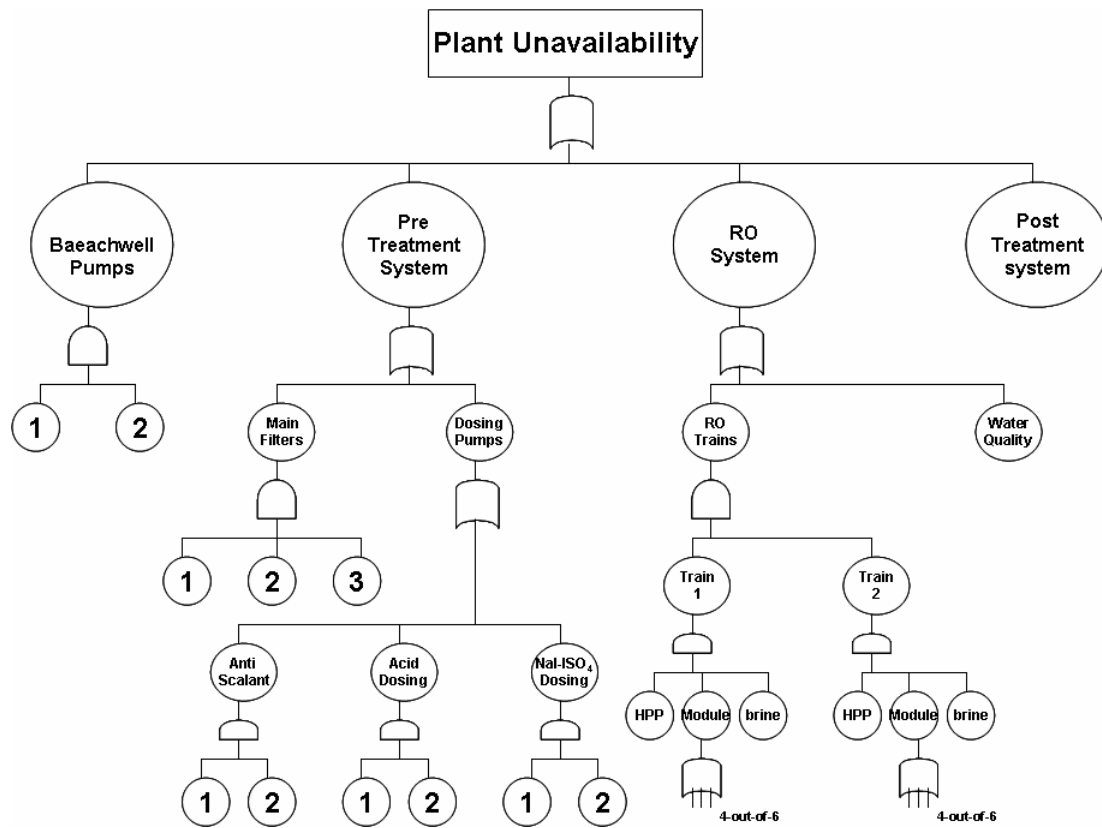 Plant Unavailability
Baeachwell
Pumps
Pre
Treatment
System
RO
System
Post
Treatment
system
1
2
Main
Filters
Dosing
Pumps
RO
Trains
Water
Quality
1
2
3
Train
1
Train
2
Anti
Scalant
Acid
Dosing
Nal-ISO₄
Dosing
HPP
Module
brine
HPP
Module
brine
1
2
1
2
1
2
4-out-of-6
4-out-of-6